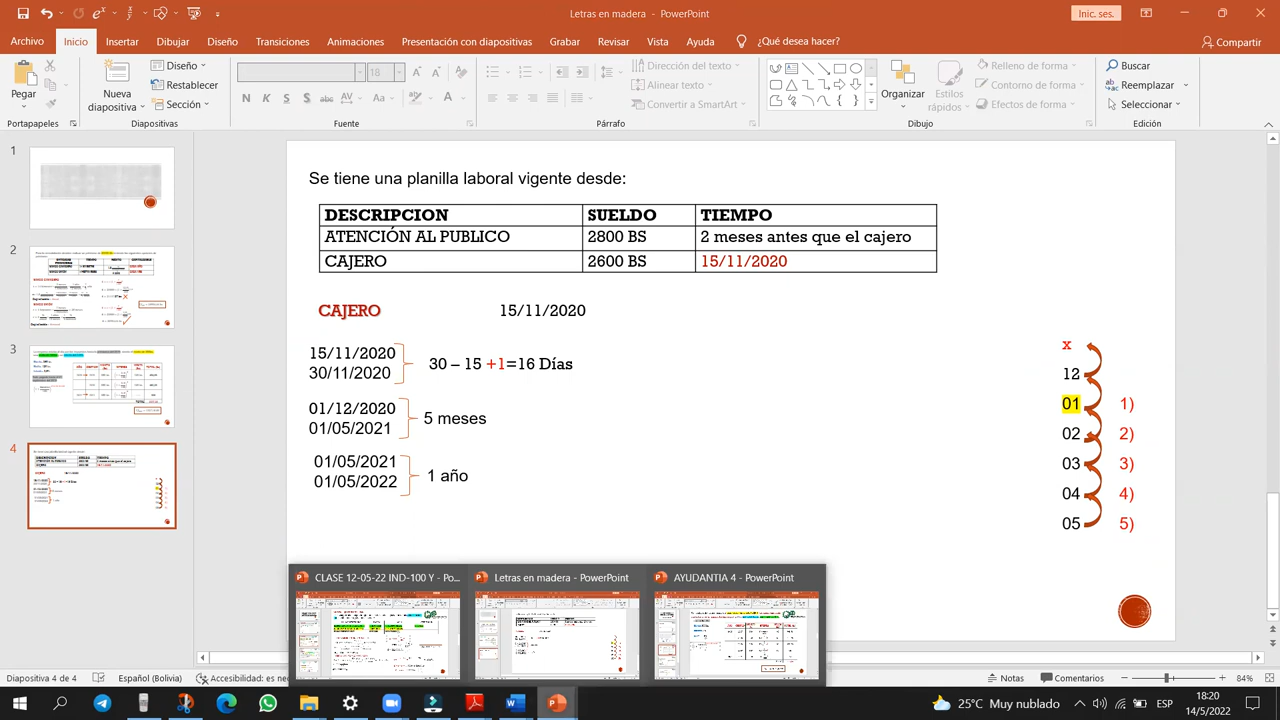 Letras en madera - PowerPoint
Inic. ses.
Archivo Inicio Insertar Dibujar Diseño Transiciones Animaciones Presentación con diapositivas Grabar Revisar Vista Ayuda ¿Qué desea hacer? Compartir
Pegar
Nueva diapositiva
Diseño
Restablecer
Sección
18
N K S S abc AV Aa A
Dirección del texto
Alinear texto
Convertir a SmartArt
Organizar
Estilos rápidos
Relleno de forma
Contorno de forma
Efectos de forma
Buscar
Reemplazar
Seleccionar
Portapapeles Diapositivas Fuente Párrafo Dibujo Edición
1
2
3
4
Se tiene una planilla laboral vigente desde:
DESCRIPCION SUELDO TIEMPO
ATENCIÓN AL PUBLICO 2800 BS 2 meses antes que el cajero
CAJERO 2600 BS 15/11/2020
CAJERO 15/11/2020
15/11/2020
30/11/2020
30 – 15 +1=16 Días
01/12/2020
01/05/2021
5 meses
01/05/2021
01/05/2022
1 año
x
12
01 1)
02 2)
03 3)
04 4)
05 5)
CLASE 12-05-22 IND-100 Y - Po...
Letras en madera - PowerPoint
AYUDANTIA 4 - PowerPoint
Diapositiva 4 de
Español (Bolivia)
Accesibilidad: es ne
Notas
Comentarios
84%
25°C Muy nublado
ESP
18:20
14/5/2022